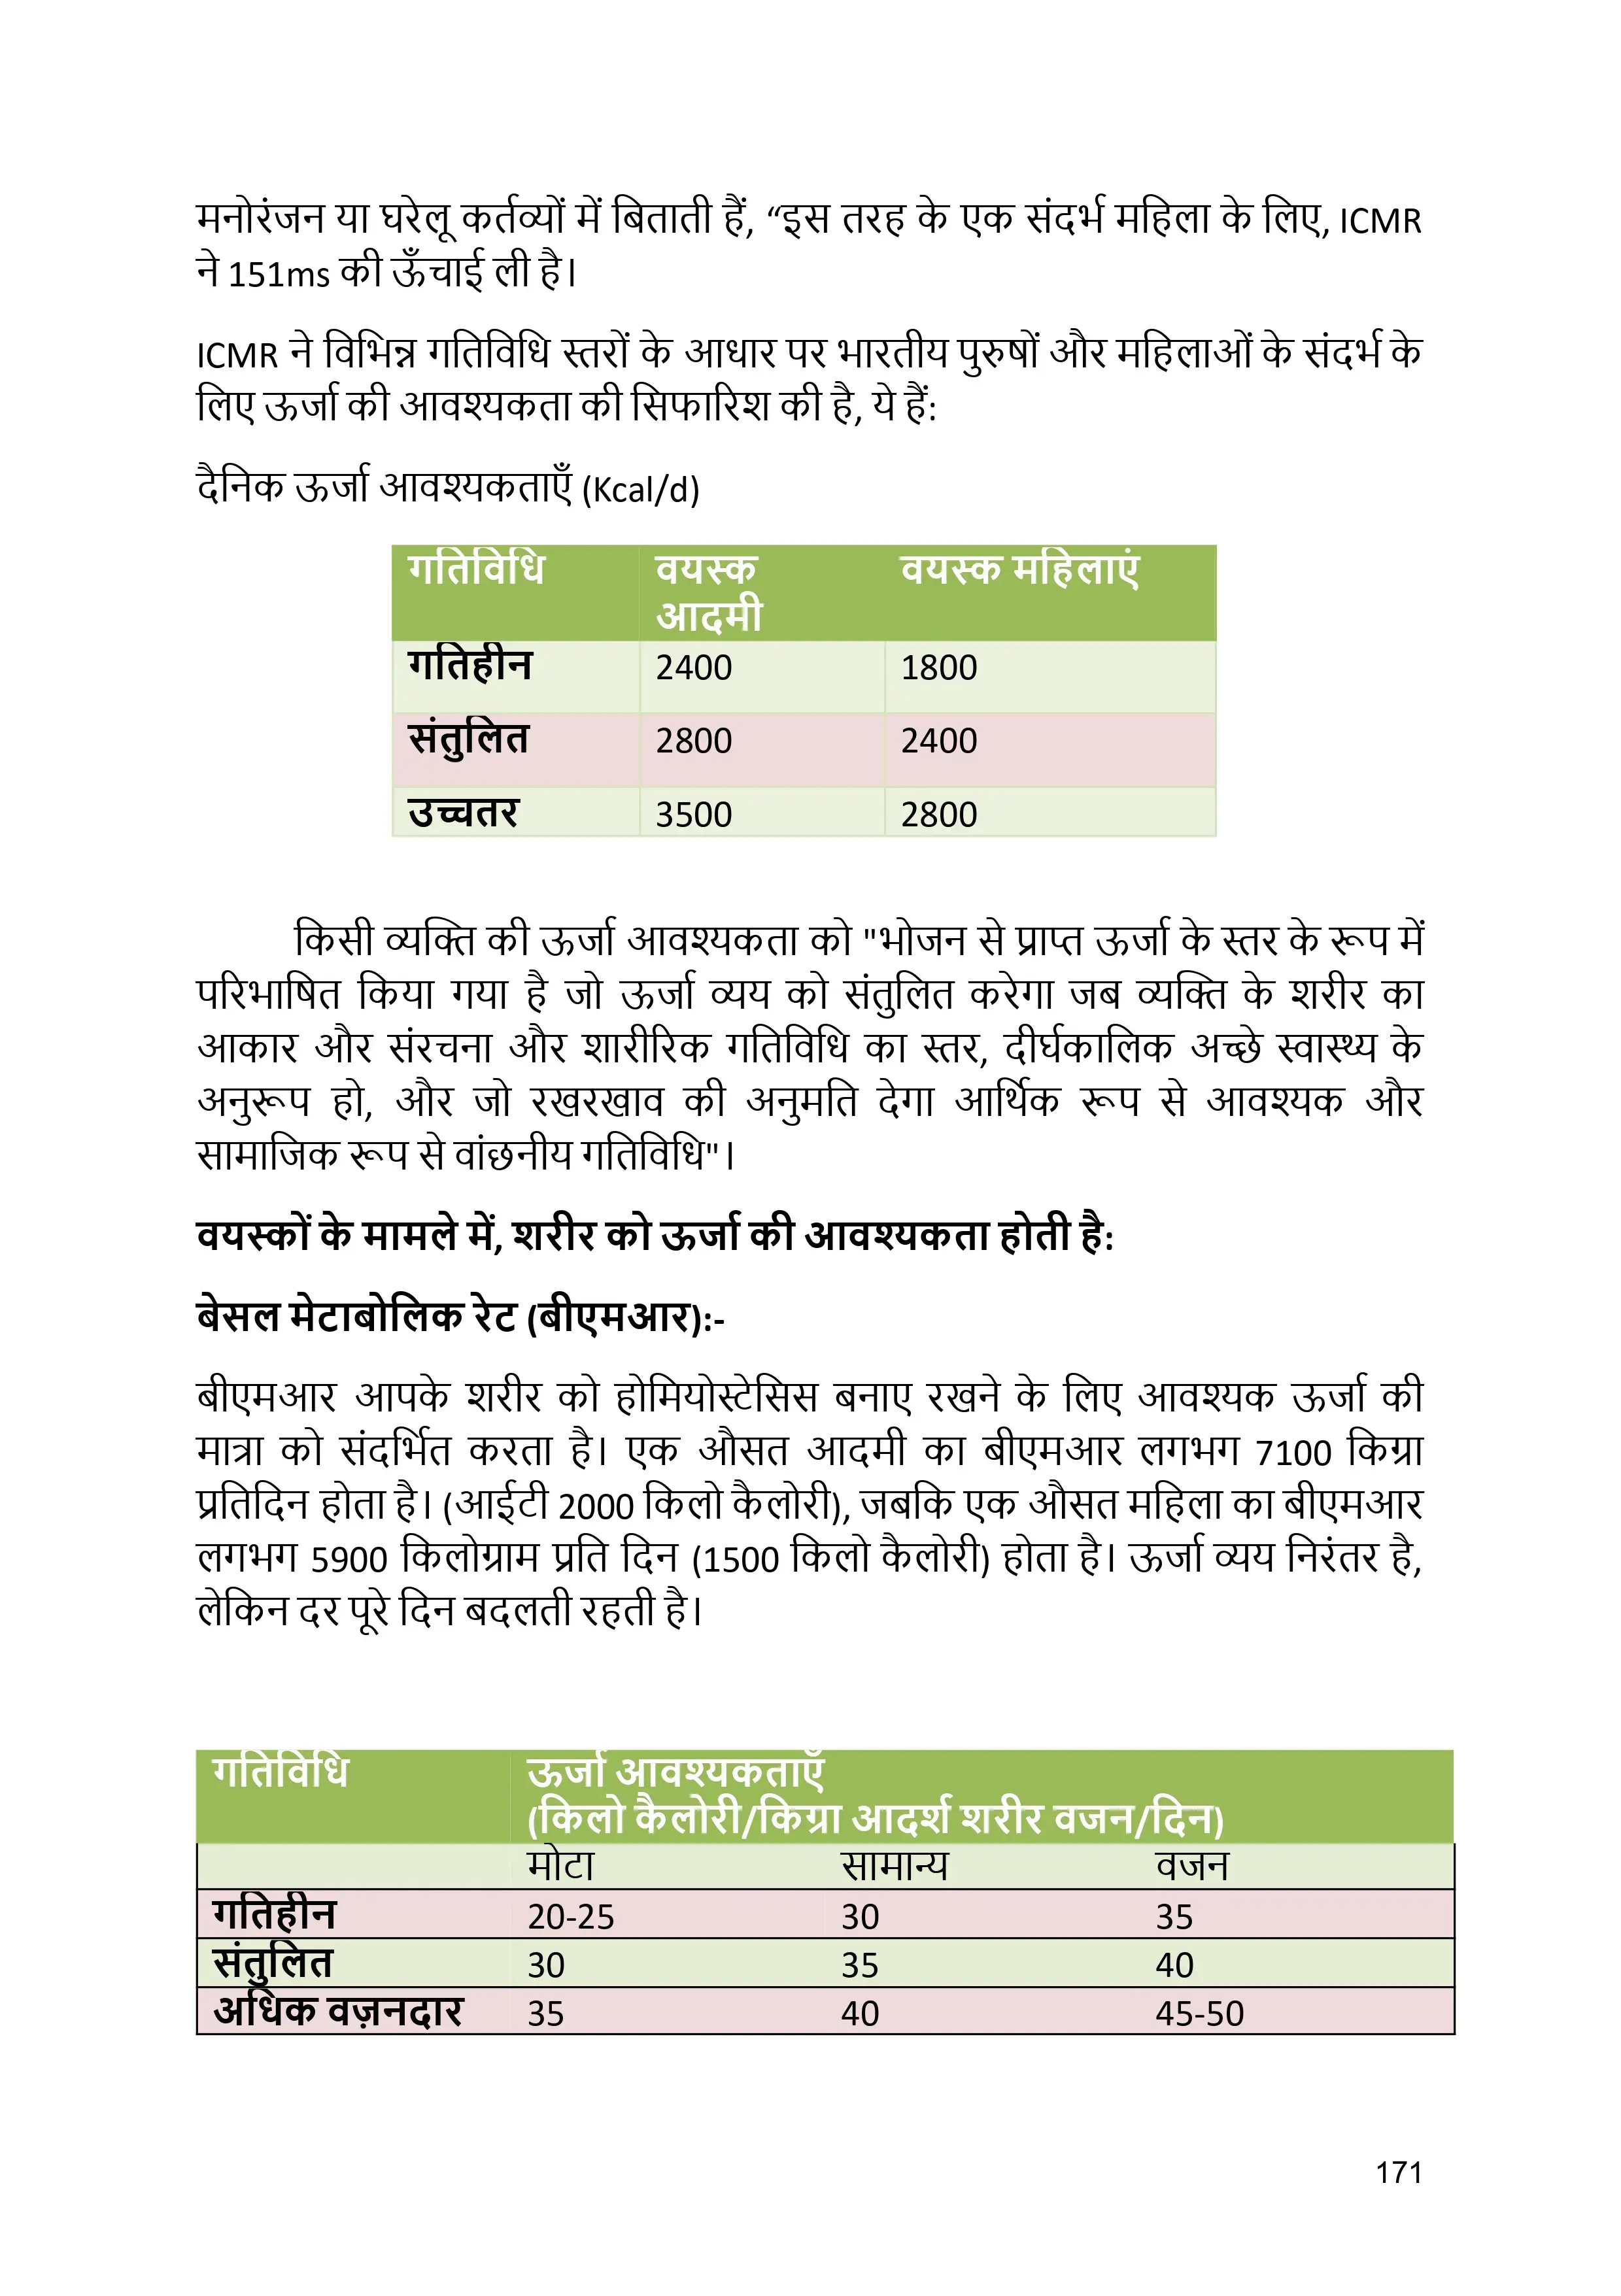 मनोरंजन या घरेलू कर्तव्यों में बिताती हैं, “इस तरह के एक संदर्भ महिला के लिए, ICMR
ने 151ms की ऊँचाई ली है।
ICMR ने विभिन्न गतिविधि स्तरों के आधार पर भारतीय पुरुषों और महिलाओं के संदर्भ के
लिए ऊर्जा की आवश्यकता की सिफारिश की है, ये हैं:
दैनिक ऊर्जा आवश्यकताएँ (Kcal/d)
गतिविधि वयस्क वयस्क महिलाएं
आदमी
गतिहीन 2400 1800
संतुलित 2800 2400
उच्चतर 3500 2800
किसी व्यक्ति की ऊर्जा आवश्यकता को "भोजन से प्राप्त ऊर्जा के स्तर के रूप में
परिभाषित किया गया है जो ऊर्जा व्यय को संतुलित करेगा जब व्यक्ति के शरीर का
आकार और संरचना और शारीरिक गतिविधि का स्तर, दीर्घकालिक अच्छे स्वास्थ्य के
अनुरूप हो, और जो रखरखाव की अनुमति देगा आर्थिक रूप से आवश्यक और
सामाजिक रूप से वांछनीय गतिविधि"।
वयस्कों के मामले में, शरीर को ऊर्जा की आवश्यकता होती है:
बेसल मेटाबोलिक रेट (बीएमआर):-
बीएमआर आपके शरीर को होमियोस्टेसिस बनाए रखने के लिए आवश्यक ऊर्जा की
मात्रा को संदर्भित करता है। एक औसत आदमी का बीएमआर लगभग 7100 किग्रा
प्रतिदिन होता है। (आईटी 2000 किलो कैलोरी), जबकि एक औसत महिला का बीएमआर
लगभग 5900 किलोग्राम प्रति दिन (1500 किलो कैलोरी) होता है। ऊर्जा व्यय निरंतर है,
लेकिन दर पूरे दिन बदलती रहती है।
गतिविधि ऊर्जा आवश्यकताएँ
(किलो कैलोरी/किग्रा आदर्श शरीर वजन/दिन)
मोटा सामान्य वजन
गतिहीन 20-25 30 35
संतुलित 30 35 40
अधिक वज़नदार 35 40 45-50
171